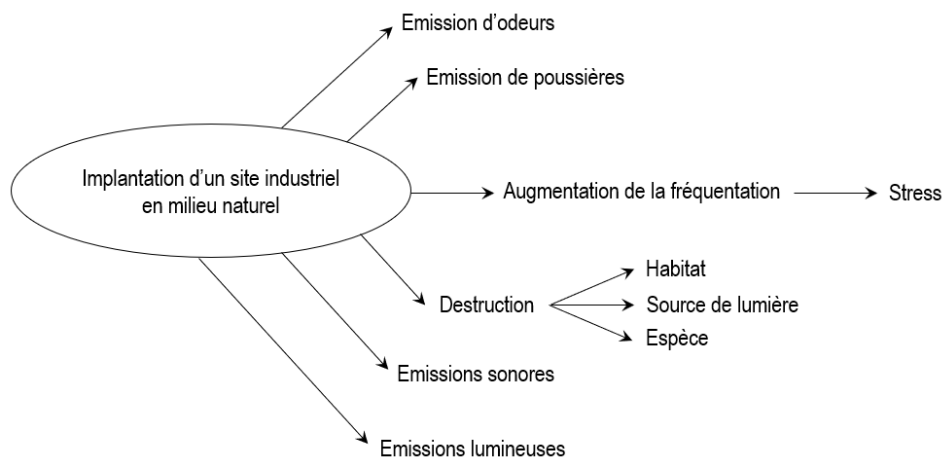 Emission d'odeurs
Emission de poussières
Implantation d'un site industriel
en milieu naturel
Augmentation de la fréquentation
Stress
Destruction
Habitat
Source de lumière
Espèce
Emissions sonores
Emissions lumineuses